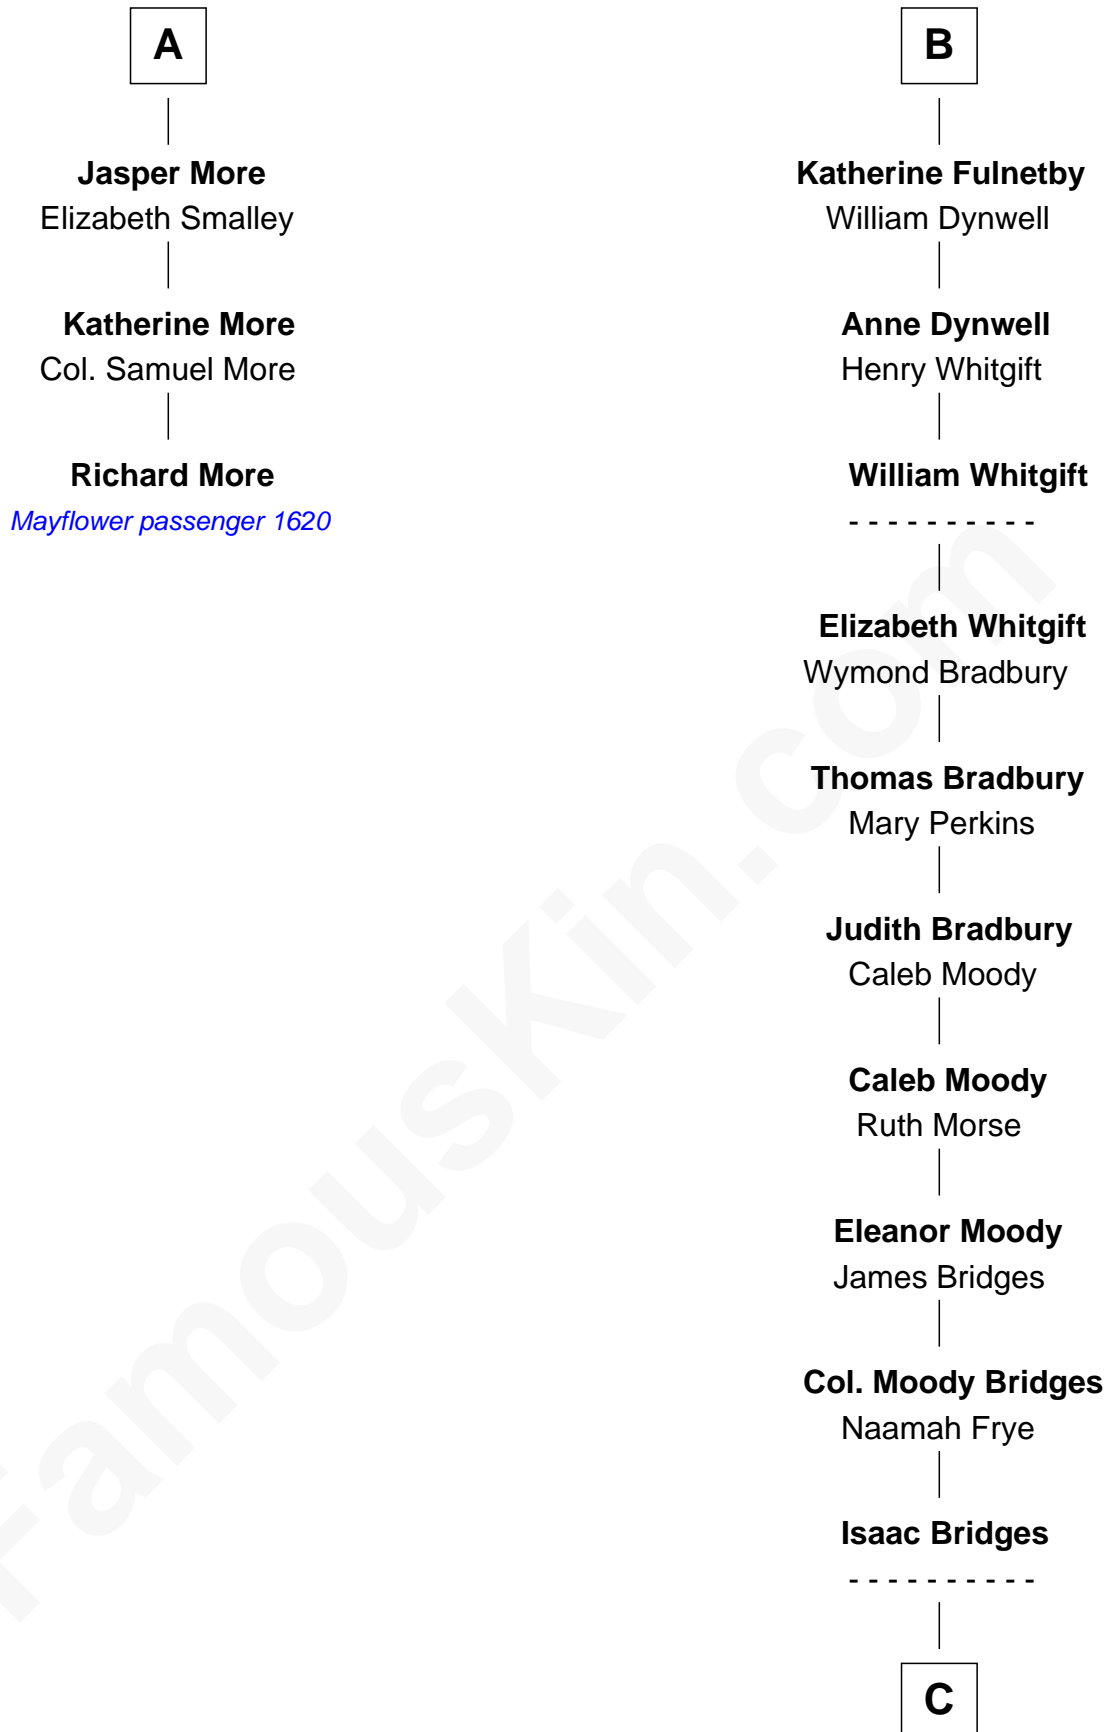 A
Jasper More
Elizabeth Smalley
Katherine More
Col. Samuel More
Richard More
Mayflower passenger 1620
B
Katherine Fulnetby
William Dynwell
Anne Dynwell
Henry Whitgift
William Whitgift
- - - - - - - - - -
Elizabeth Whitgift
Wymond Bradbury
Thomas Bradbury
Mary Perkins
Judith Bradbury
Caleb Moody
Caleb Moody
Ruth Morse
Eleanor Moody
James Bridges
Col. Moody Bridges
Naamah Frye
Isaac Bridges
- - - - - - - - - -
C
FamousKin.com